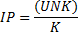 IP = (UNK) / K